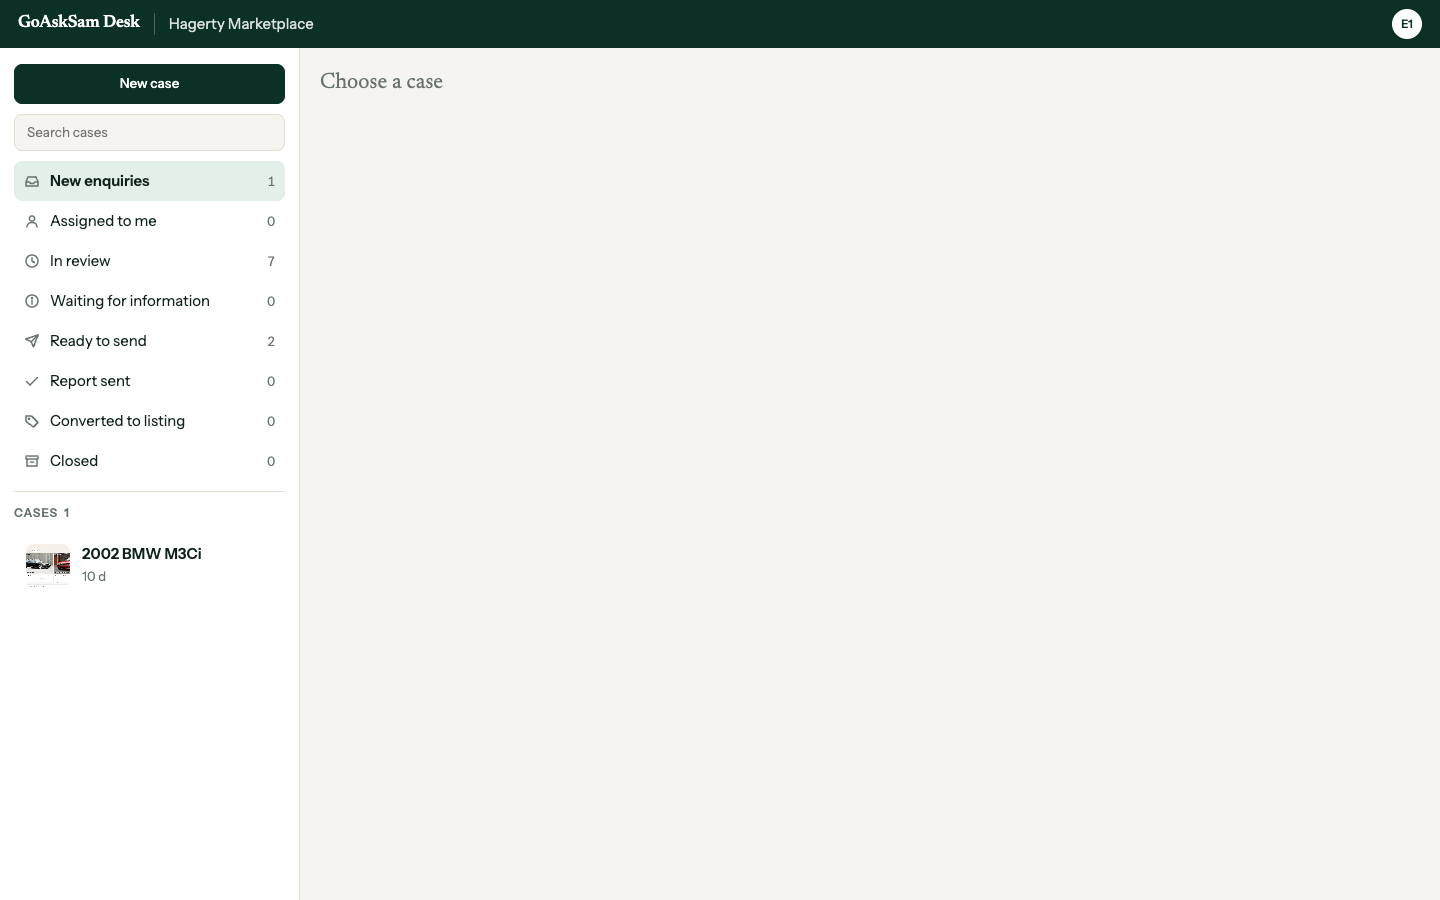 GoAskSam Desk
Hagerty Marketplace
E1
New case
Search cases
New enquiries 1
Assigned to me 0
In review 7
Waiting for information 0
Ready to send 2
Report sent 0
Converted to listing 0
Closed 0
CASES 1
2002 BMW M3Ci
10 d
Choose a case